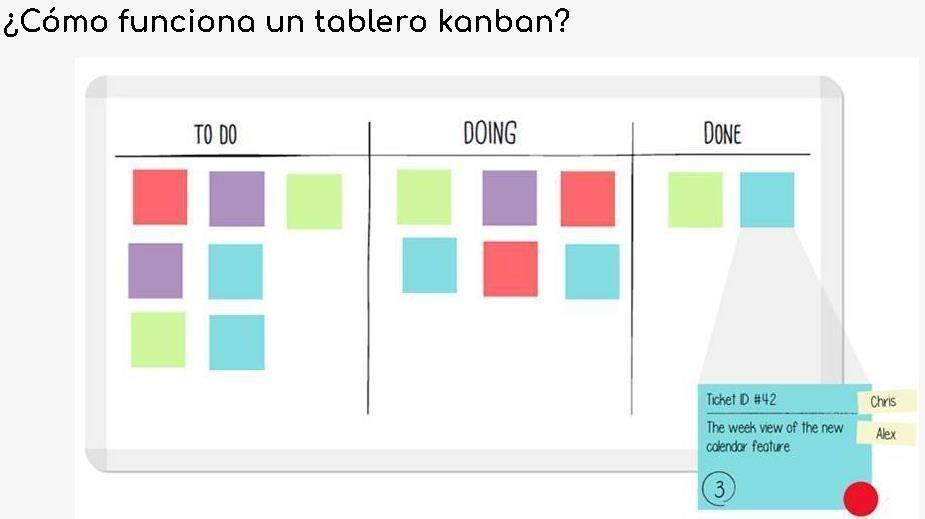 ¿Cómo funciona un tablero kanban?
TO DO
DOING
DONE
Ticket ID #42
Chris
The week view of the new
Alex
calendar feature
3